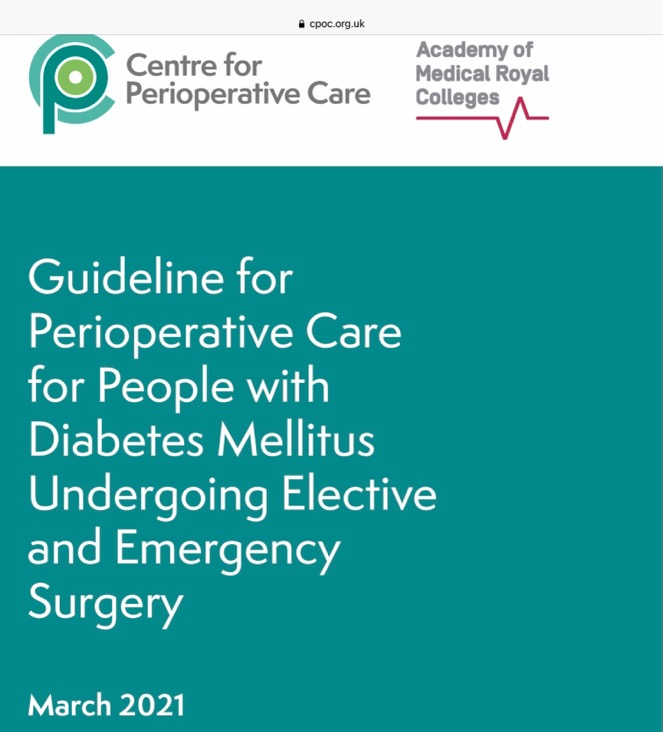 cpoc.org.uk
Centre for
Perioperative Care
Academy of
Medical Royal
Colleges
Guideline for
Perioperative Care
for People with
Diabetes Mellitus
Undergoing Elective
and Emergency
Surgery
March 2021